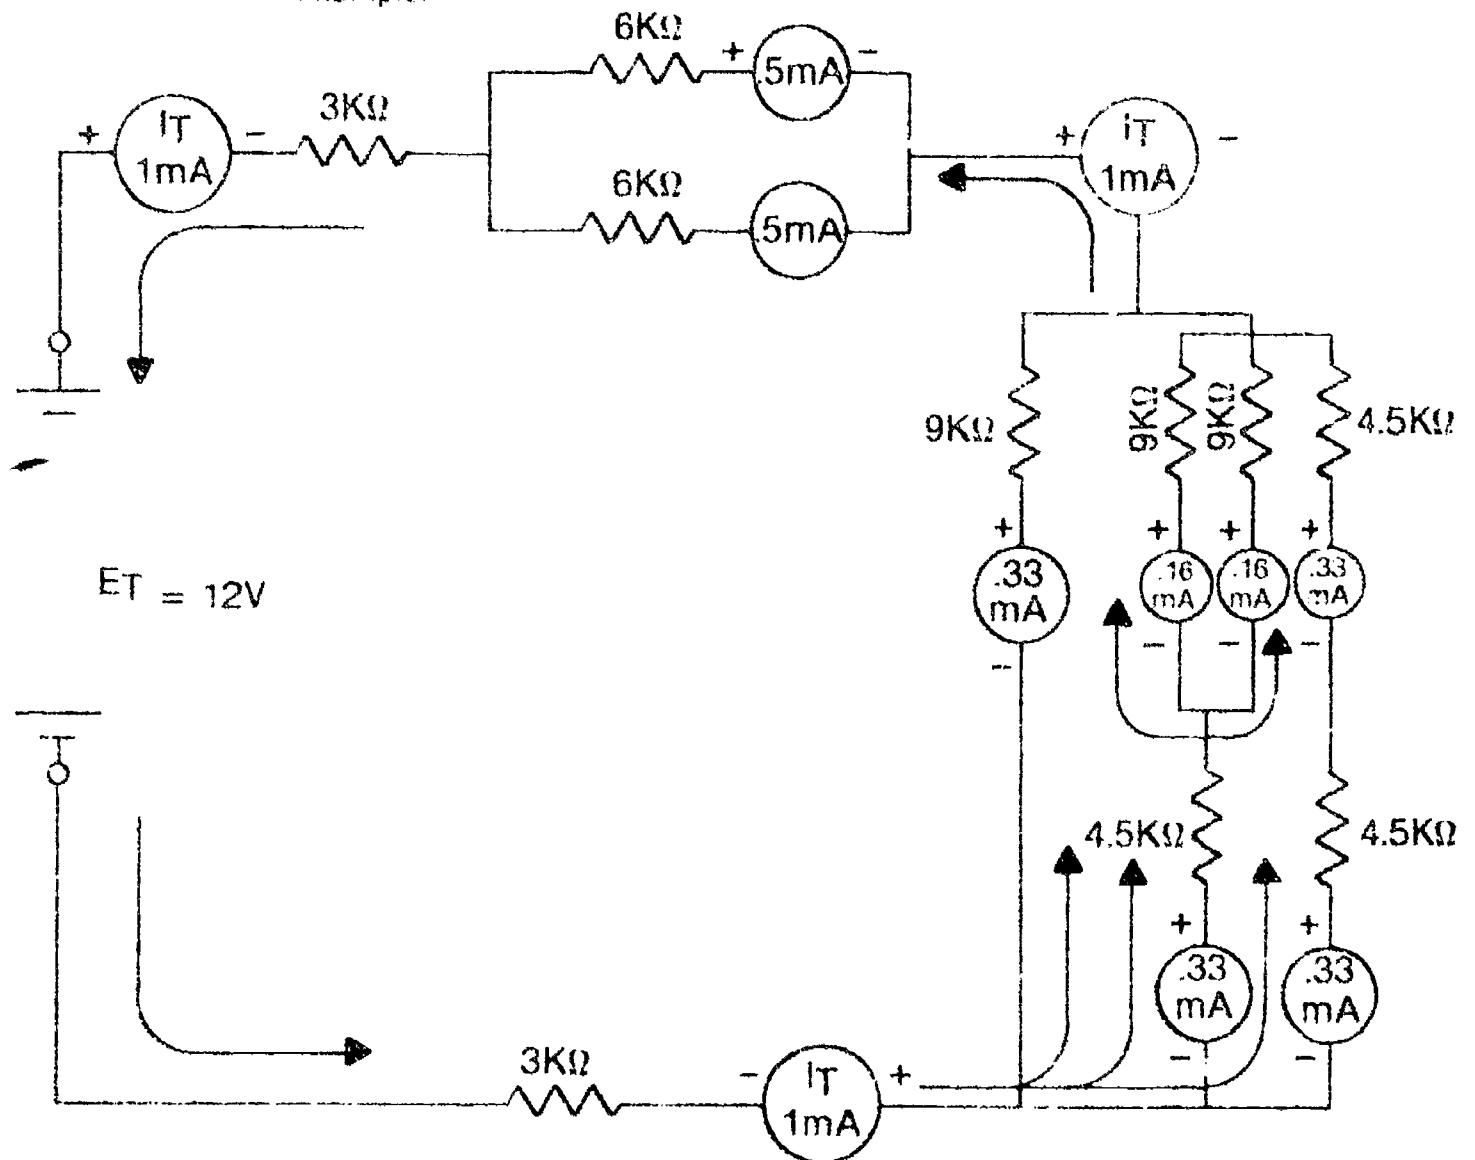 6KΩ
+ .5mA -
3KΩ
+ IT 1mA -
6KΩ
.5mA
+ iT 1mA -
9KΩ
9KΩ
9KΩ
4.5KΩ
+ + + +
.33 mA
.16 mA
.16 mA
.33 mA
- - - -
ET = 12V
4.5KΩ
4.5KΩ
+ +
.33 mA
.33 mA
- -
3KΩ
- IT 1mA +